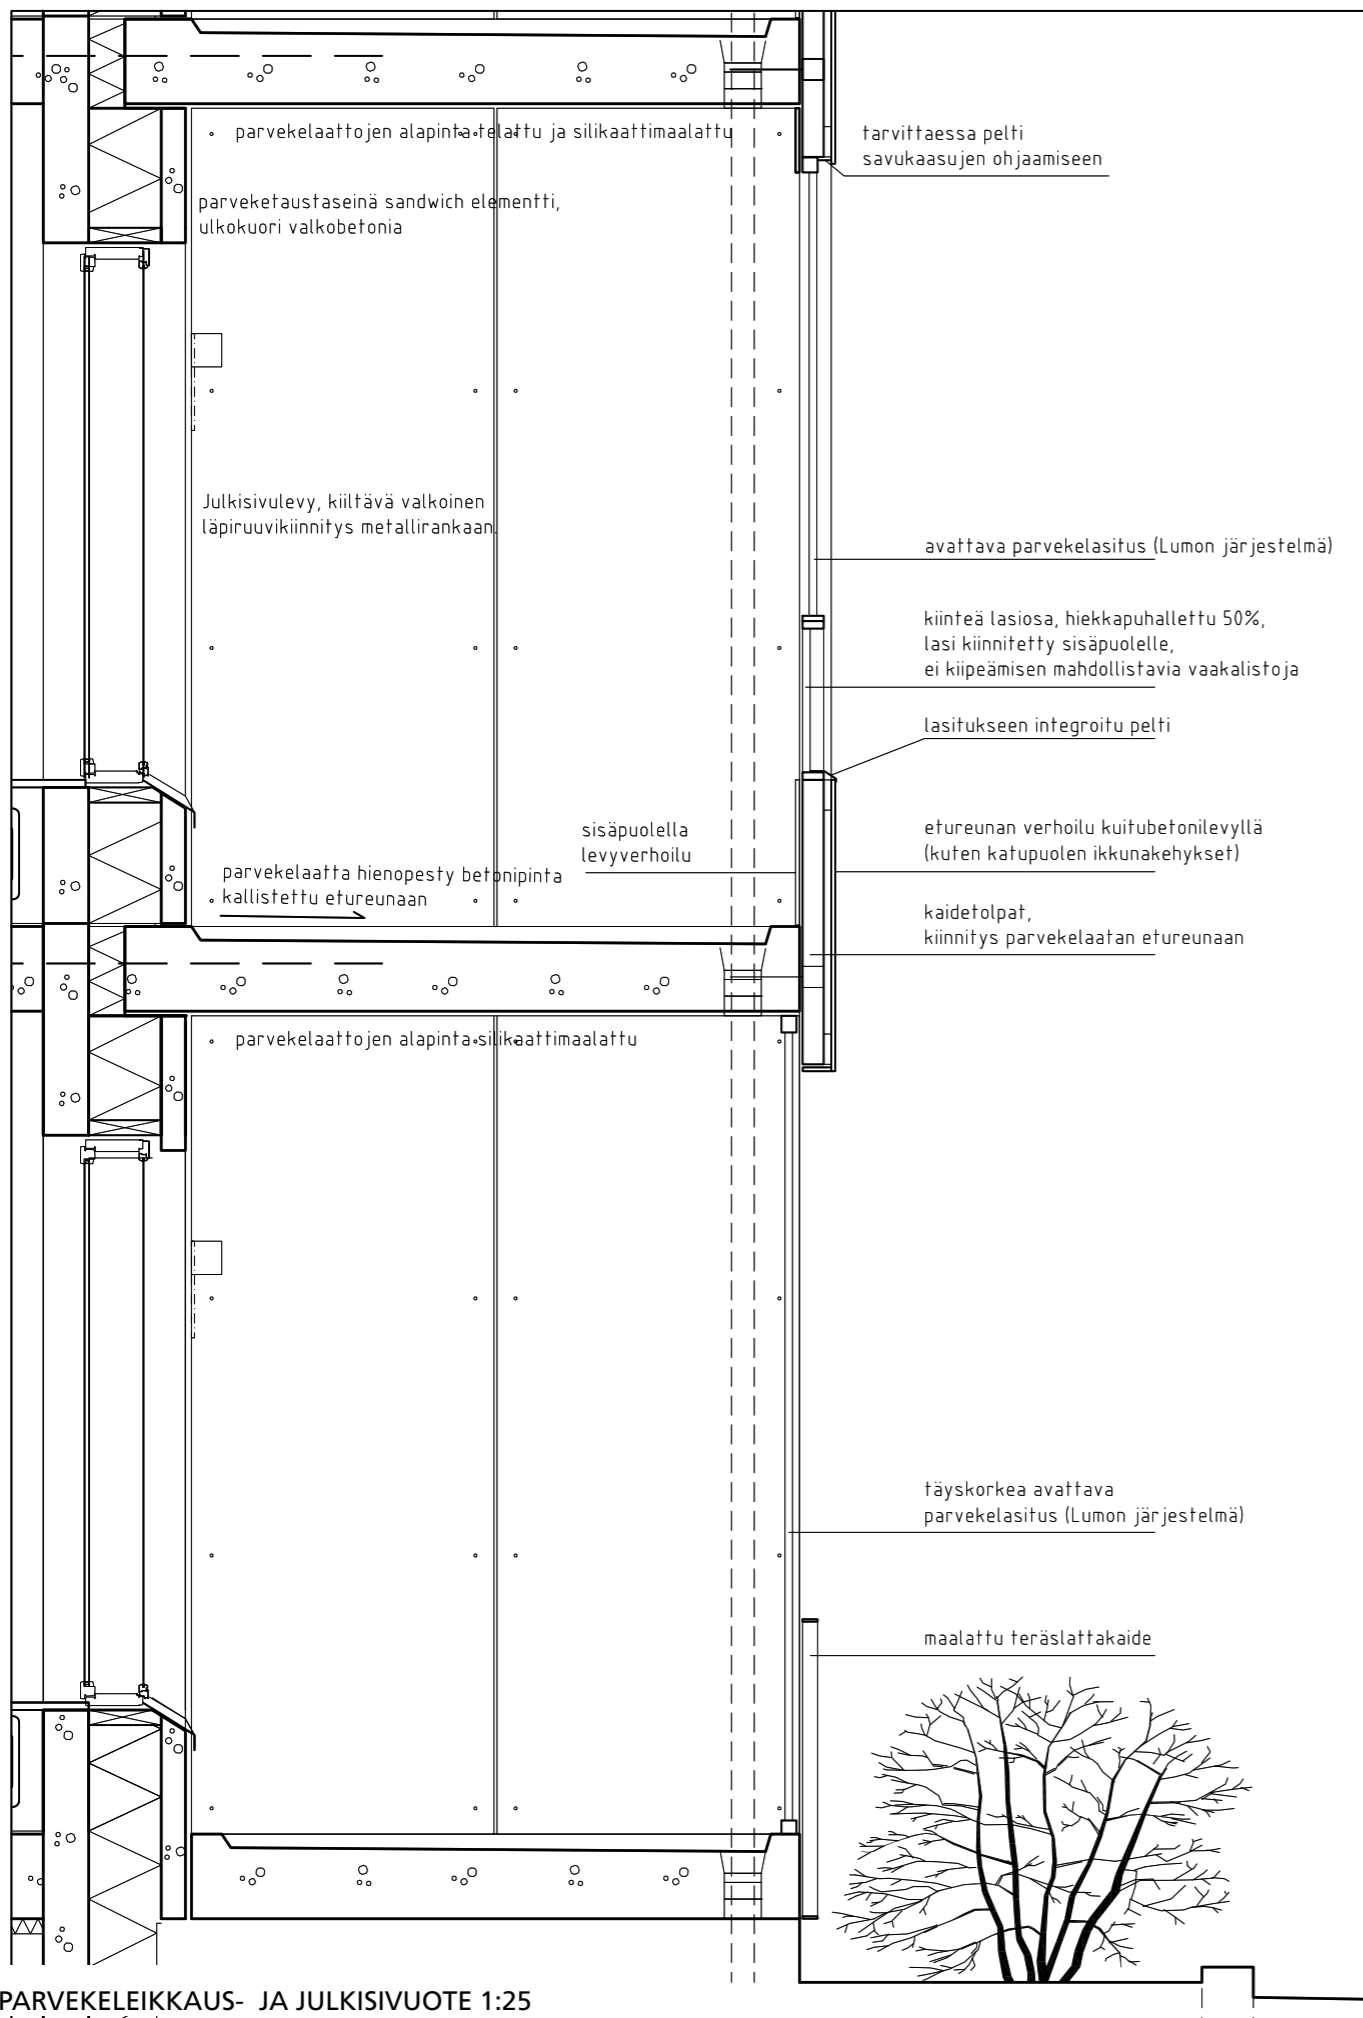 parvekelaattojen alapinta telattu ja silikaattimaalattu
tarvittaessa pelti
savukaasujen ohjaamiseen
parveketaustaseinä sandwich elementti,
ulkokuori valkobetonia
Julkisivulevy, kiiltävä valkoinen
läpiruuvikiinnitys metallirankaan.
avattava parvekelasitus (Lumon järjestelmä)
kiinteä lasiosa, hiekkapuhallettu 50%,
lasi kiinnitetty sisäpuolelle,
ei kiipeämisen mahdollistavia vaakalistoja
lasitukseen integroitu pelti
sisäpuolella
levyverhoilu
etureunan verhoilu kuitubetonilevyllä
(kuten katupuolen ikkunakehykset)
parvekelaatta hienopesty betonipinta
kallistettu etureunaan
kaidetolpat,
kiinnitys parvekelaatan etureunaan
parvekelaattojen alapinta silikaattimaalattu
täyskorkea avattava
parvekelasitus (Lumon järjestelmä)
maalattu teräslattakaide
PARVEKELEIKKAUS- JA JULKISIVUOTE 1:25